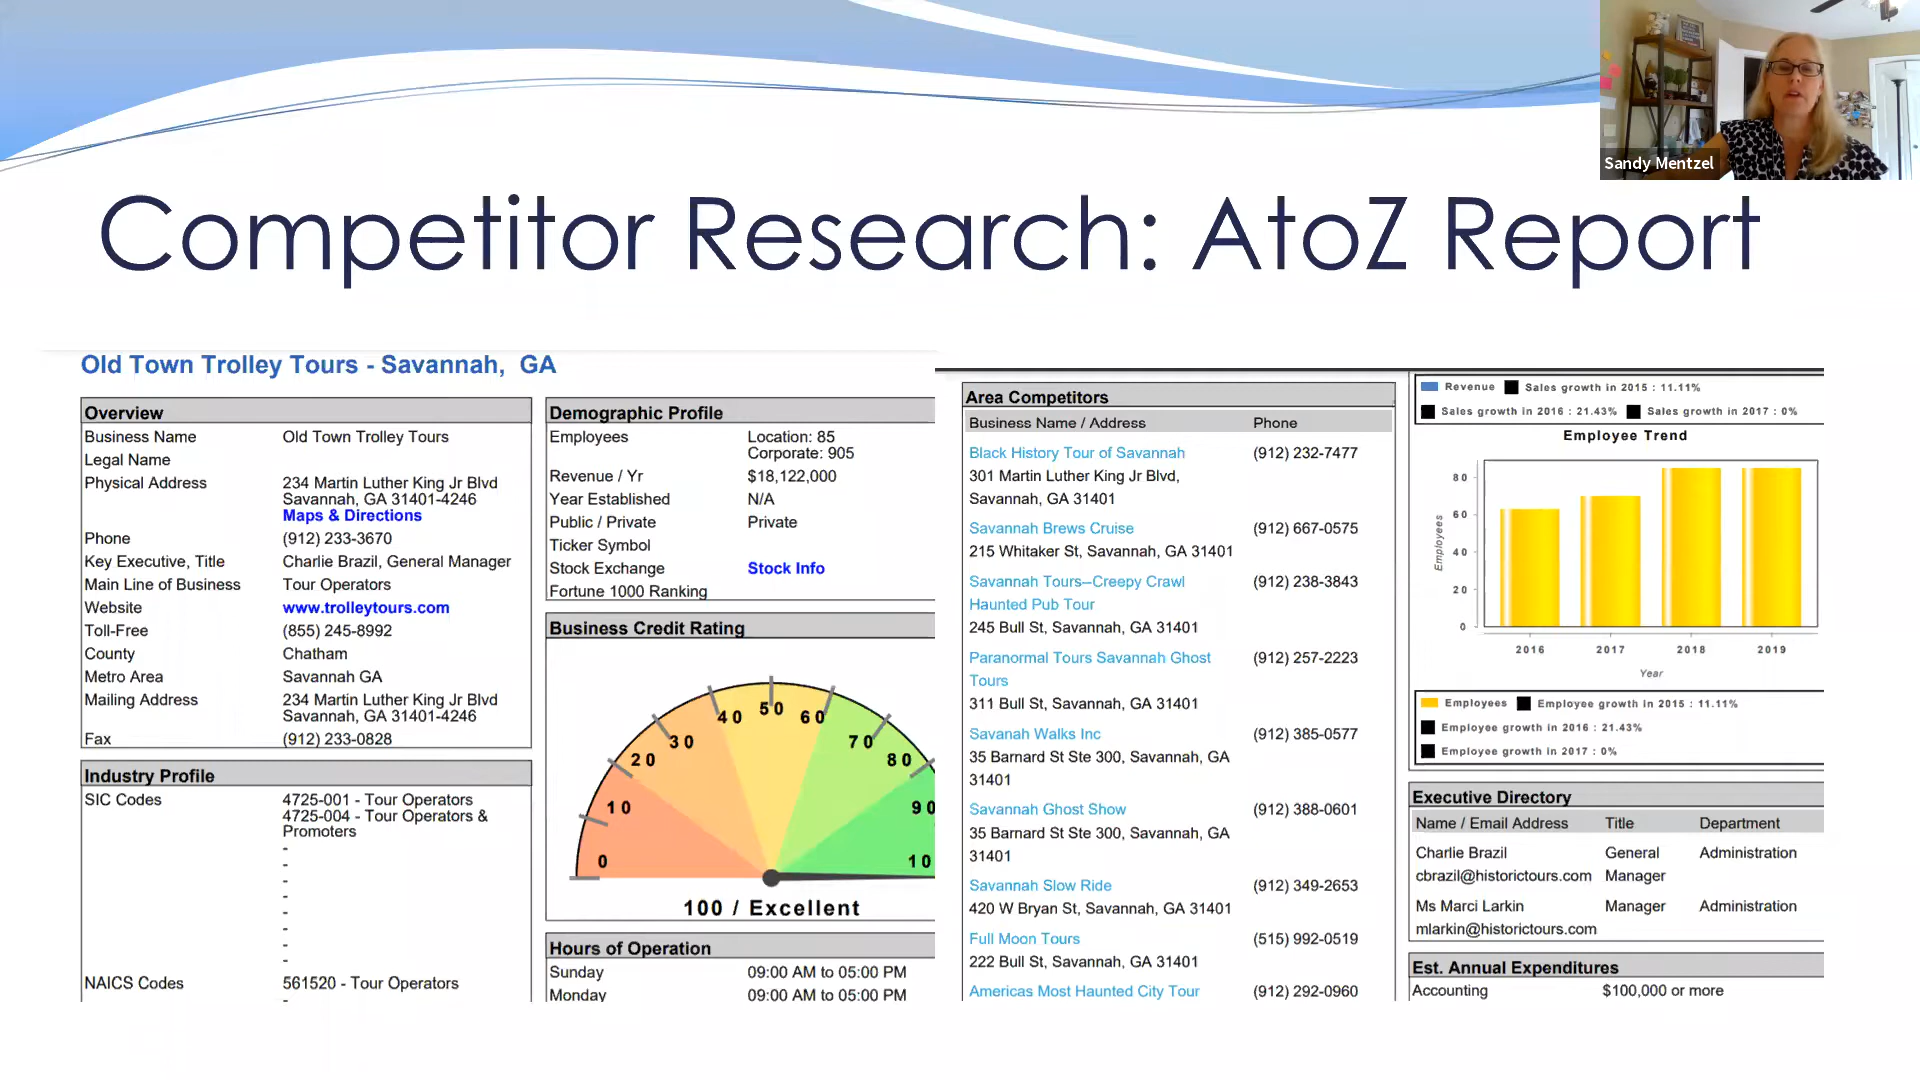 Sandy Mentzel
Competitor Research: AtoZ Report
Old Town Trolley Tours - Savannah, GA
Overview
Business Name Old Town Trolley Tours
Legal Name
Physical Address 234 Martin Luther King Jr Blvd
Savannah, GA 31401-4246
Maps & Directions
Phone (912) 233-3670
Key Executive, Title Charlie Brazil, General Manager
Main Line of Business Tour Operators
Website www.trolleytours.com
Toll-Free (855) 245-8992
County Chatham
Metro Area Savannah GA
Mailing Address 234 Martin Luther King Jr Blvd
Savannah, GA 31401-4246
Fax (912) 233-0828
Industry Profile
SIC Codes 4725-001 - Tour Operators
4725-004 - Tour Operators &
Promoters
-
-
-
-
-
-
-
-
NAICS Codes 561520 - Tour Operators
-
Demographic Profile
Employees Location: 85
Corporate: 905
Revenue / Yr $18,122,000
Year Established N/A
Public / Private Private
Ticker Symbol
Stock Exchange Stock Info
Fortune 1000 Ranking
Business Credit Rating
0 10 20 30 40 50 60 70 80 90 10
100 / Excellent
Hours of Operation
Sunday 09:00 AM to 05:00 PM
Monday 09:00 AM to 05:00 PM
Area Competitors
Business Name / Address Phone
Black History Tour of Savannah (912) 232-7477
301 Martin Luther King Jr Blvd,
Savannah, GA 31401
Savannah Brews Cruise (912) 667-0575
215 Whitaker St, Savannah, GA 31401
Savannah Tours--Creepy Crawl (912) 238-3843
Haunted Pub Tour
245 Bull St, Savannah, GA 31401
Paranormal Tours Savannah Ghost (912) 257-2223
Tours
311 Bull St, Savannah, GA 31401
Savanah Walks Inc (912) 385-0577
35 Barnard St Ste 300, Savannah, GA
31401
Savannah Ghost Show (912) 388-0601
35 Barnard St Ste 300, Savannah, GA
31401
Savannah Slow Ride (912) 349-2653
420 W Bryan St, Savannah, GA 31401
Full Moon Tours (515) 992-0519
222 Bull St, Savannah, GA 31401
Americas Most Haunted City Tour (912) 292-0960
Revenue Sales growth in 2015 : 11.11%
Sales growth in 2016 : 21.43% Sales growth in 2017 : 0%
Employee Trend
Employees
80
60
40
20
0
2016 2017 2018 2019
Year
Employees Employee growth in 2015 : 11.11%
Employee growth in 2016 : 21.43%
Employee growth in 2017 : 0%
Executive Directory
Name / Email Address Title Department
Charlie Brazil General Administration
cbrazil@historictours.com Manager
Ms Marci Larkin Manager Administration
mlarkin@historictours.com
Est. Annual Expenditures
Accounting $100,000 or more